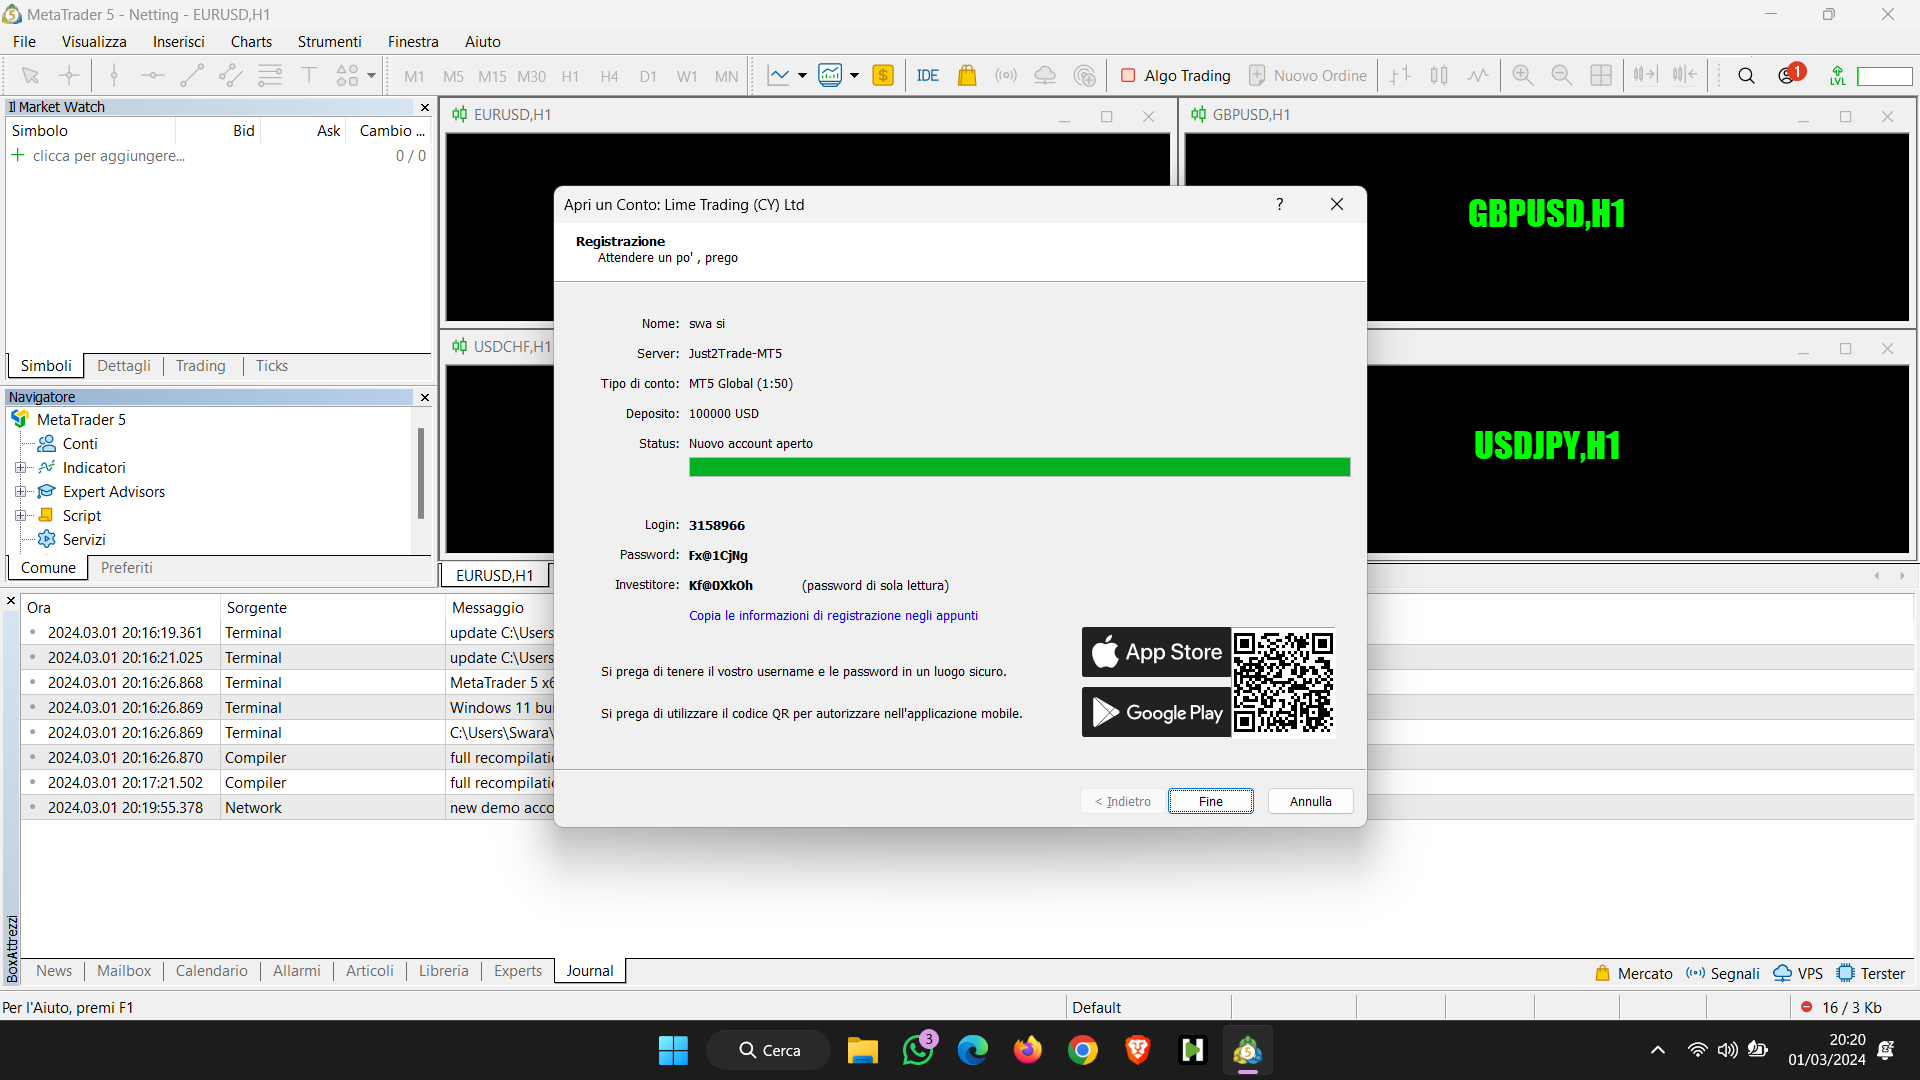 MetaTrader 5 - Netting - EURUSD,H1
File Visualizza Inserisci Charts Strumenti Finestra Aiuto
M1 M5 M15 M30 H1 H4 D1 W1 MN IDE Algo Trading Nuovo Ordine 1 LVL
Il Market Watch
Simbolo Bid Ask Cambio ...
clicca per aggiungere... 0 / 0
Simboli Dettagli Trading Ticks
Navigatore
MetaTrader 5
Conti
Indicatori
Expert Advisors
Script
Servizi
Comune Preferiti
EURUSD,H1
GBPUSD,H1
GBPUSD,H1
USDCHF,H1
USDJPY,H1
EURUSD,H1
Apri un Conto: Lime Trading (CY) Ltd ?
Registrazione
Attendere un po' , prego
Nome: swa si
Server: Just2Trade-MT5
Tipo di conto: MT5 Global (1:50)
Deposito: 100000 USD
Status: Nuovo account aperto
Login: 3158966
Password: Fx@1CjNg
Investitore: Kf@0XkOh (password di sola lettura)
Copia le informazioni di registrazione negli appunti
Si prega di tenere il vostro username e le password in un luogo sicuro.
Si prega di utilizzare il codice QR per autorizzare nell'applicazione mobile.
App Store
Google Play
< Indietro Fine Annulla
Ora Sorgente Messaggio
2024.03.01 20:16:19.361 Terminal update C:\Users
2024.03.01 20:16:21.025 Terminal update C:\Users
2024.03.01 20:16:26.868 Terminal MetaTrader 5 x6
2024.03.01 20:16:26.869 Terminal Windows 11 bui
2024.03.01 20:16:26.869 Terminal C:\Users\Swara\
2024.03.01 20:16:26.870 Compiler full recompilatio
2024.03.01 20:17:21.502 Compiler full recompilatio
2024.03.01 20:19:55.378 Network new demo acco
BoxAttrezzi
News Mailbox Calendario Allarmi Articoli Libreria Experts Journal
Mercato Segnali VPS Terster
Per l'Aiuto, premi F1 Default 16 / 3 Kb
Cerca 3
20:20
01/03/2024